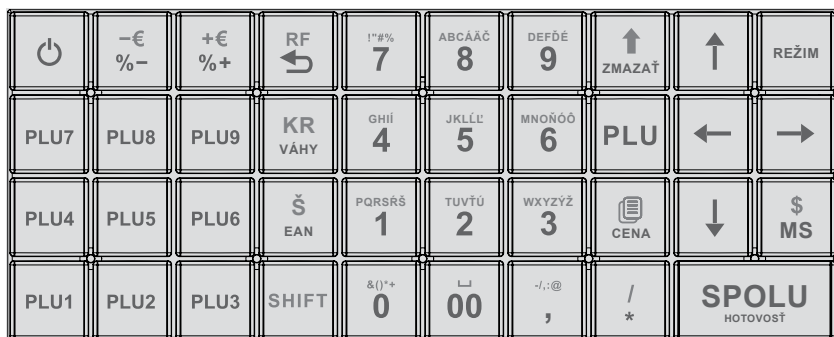 −€ +€ RF !"#% ABCÁÄČ DEFĎÉ
%− %+ 7 8 9 ZMAZAŤ REŽIM
KR GHIÍ JKLĹĽ MNOŇÓÔ
PLU7 PLU8 PLU9 VÁHY 4 5 6 PLU
Š PQRSŔŠ TUVŤÚ WXYZÝŽ $
PLU4 PLU5 PLU6 EAN 1 2 3 CENA MS
&()*+ -/,:@ /
PLU1 PLU2 PLU3 SHIFT 0 00 , * SPOLU
HOTOVOSŤ